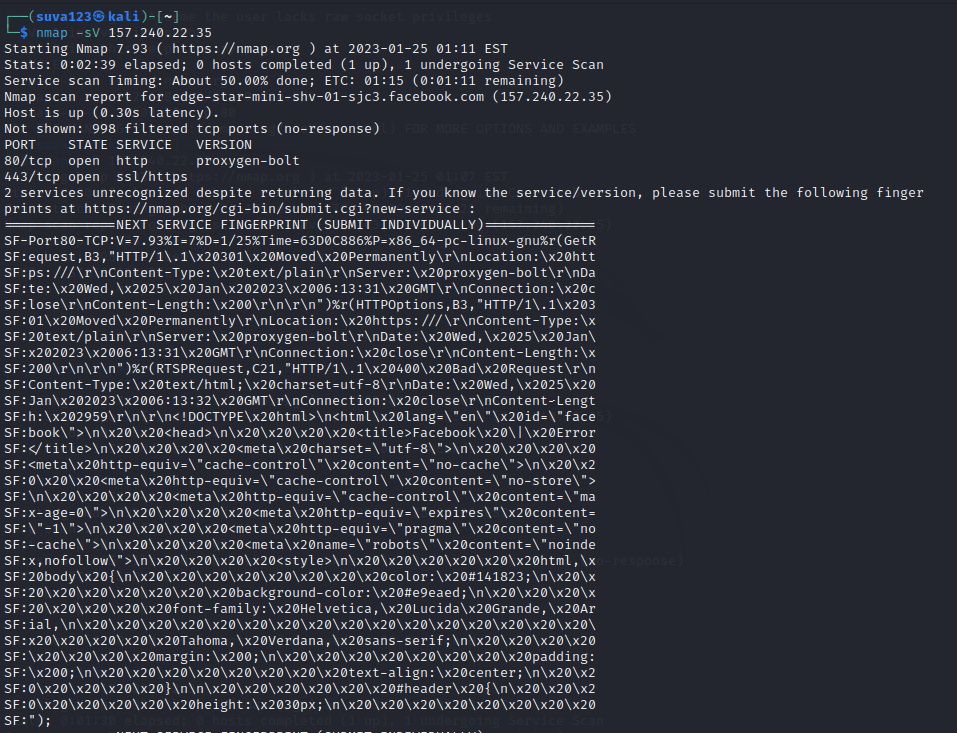 ┌──(suva123㉿kali)-[~]
└─$ nmap -sV 157.240.22.35
Starting Nmap 7.93 ( https://nmap.org ) at 2023-01-25 01:11 EST
Stats: 0:02:39 elapsed; 0 hosts completed (1 up), 1 undergoing Service Scan
Service scan Timing: About 50.00% done; ETC: 01:15 (0:01:11 remaining)
Nmap scan report for edge-star-mini-shv-01-sjc3.facebook.com (157.240.22.35)
Host is up (0.30s latency).
Not shown: 998 filtered tcp ports (no-response)
PORT    STATE SERVICE   VERSION
80/tcp  open  http      proxygen-bolt
443/tcp open  ssl/https
2 services unrecognized despite returning data. If you know the service/version, please submit the following finger
prints at https://nmap.org/cgi-bin/submit.cgi?new-service :
==============NEXT SERVICE FINGERPRINT (SUBMIT INDIVIDUALLY)==============
SF-Port80-TCP:V=7.93%I=7%D=1/25%Time=63D0C886%P=x86_64-pc-linux-gnu%r(GetR
SF:equest,B3,"HTTP/1\.1\x20301\x20Moved\x20Permanently\r\nLocation:\x20htt
SF:ps:///\r\nContent-Type:\x20text/plain\r\nServer:\x20proxygen-bolt\r\nDa
SF:te:\x20Wed,\x2025\x20Jan\x202023\x2006:13:31\x20GMT\r\nConnection:\x20c
SF:lose\r\nContent-Length:\x200\r\n\r\n")%r(HTTPOptions,B3,"HTTP/1\.1\x203
SF:01\x20Moved\x20Permanently\r\nLocation:\x20https:///\r\nContent-Type:\x
SF:20text/plain\r\nServer:\x20proxygen-bolt\r\nDate:\x20Wed,\x2025\x20Jan\
SF:x202023\x2006:13:31\x20GMT\r\nConnection:\x20close\r\nContent-Length:\x
SF:200\r\n\r\n")%r(RTSPRequest,C21,"HTTP/1\.1\x20400\x20Bad\x20Request\r\n
SF:Content-Type:\x20text/html;\x20charset=utf-8\r\nDate:\x20Wed,\x2025\x20
SF:Jan\x202023\x2006:13:32\x20GMT\r\nConnection:\x20close\r\nContent-Lengt
SF:h:\x202959\r\n\r\n<!DOCTYPE\x20html>\n<html\x20lang=\"en\"\x20id=\"face
SF:book\">\n\x20\x20<head>\n\x20\x20\x20\x20<title>Facebook\x20\|\x20Error
SF:</title>\n\x20\x20\x20\x20<meta\x20charset=\"utf-8\">\n\x20\x20\x20\x20
SF:<meta\x20http-equiv=\"cache-control\"\x20content=\"no-cache\">\n\x20\x2
SF:0\x20\x20<meta\x20http-equiv=\"cache-control\"\x20content=\"no-store\">
SF:\n\x20\x20\x20\x20<meta\x20http-equiv=\"cache-control\"\x20content=\"ma
SF:x-age=0\">\n\x20\x20\x20\x20<meta\x20http-equiv=\"expires\"\x20content=
SF:\"-1\">\n\x20\x20\x20\x20<meta\x20http-equiv=\"pragma\"\x20content=\"no
SF:-cache\">\n\x20\x20\x20\x20<meta\x20name=\"robots\"\x20content=\"noinde
SF:x,nofollow\">\n\x20\x20\x20\x20<style>\n\x20\x20\x20\x20\x20\x20html,\x
SF:20body\x20{\n\x20\x20\x20\x20\x20\x20\x20\x20color:\x20#141823;\n\x20\x
SF:20\x20\x20\x20\x20\x20\x20background-color:\x20#e9eaed;\n\x20\x20\x20\x
SF:20\x20\x20\x20\x20font-family:\x20Helvetica,\x20Lucida\x20Grande,\x20Ar
SF:ial,\n\x20\x20\x20\x20\x20\x20\x20\x20\x20\x20\x20\x20\x20\x20\x20\x20\
SF:x20\x20\x20\x20\x20Tahoma,\x20Verdana,\x20sans-serif;\n\x20\x20\x20\x20
SF:\x20\x20\x20\x20margin:\x200;\n\x20\x20\x20\x20\x20\x20\x20\x20padding:
SF:\x200;\n\x20\x20\x20\x20\x20\x20\x20\x20text-align:\x20center;\n\x20\x2
SF:0\x20\x20\x20\x20}\n\n\x20\x20\x20\x20\x20\x20#header\x20{\n\x20\x20\x2
SF:0\x20\x20\x20\x20\x20height:\x2030px;\n\x20\x20\x20\x20\x20\x20\x20\x20
SF:");